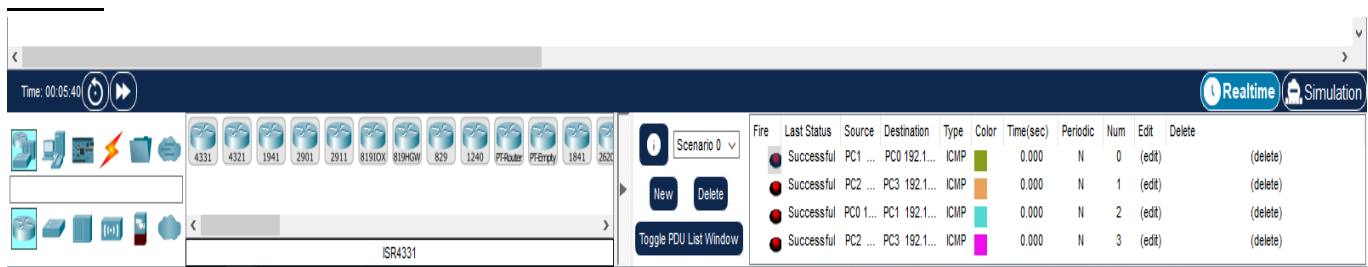 Time: 00:05:40
Realtime
Simulation
4331 4321 1941 2901 2911 819IOX 819HGW 829 1240 PT-Router PT-Empty 1841 2620
ISR4331
Scenario 0
New Delete
Toggle PDU List Window
Fire Last Status Source Destination Type Color Time(sec) Periodic Num Edit Delete
Successful PC1 ... PC0 192.1... ICMP 0.000 N 0 (edit) (delete)
Successful PC2 ... PC3 192.1... ICMP 0.000 N 1 (edit) (delete)
Successful PC0 1... PC1 192.1... ICMP 0.000 N 2 (edit) (delete)
Successful PC2 ... PC3 192.1... ICMP 0.000 N 3 (edit) (delete)